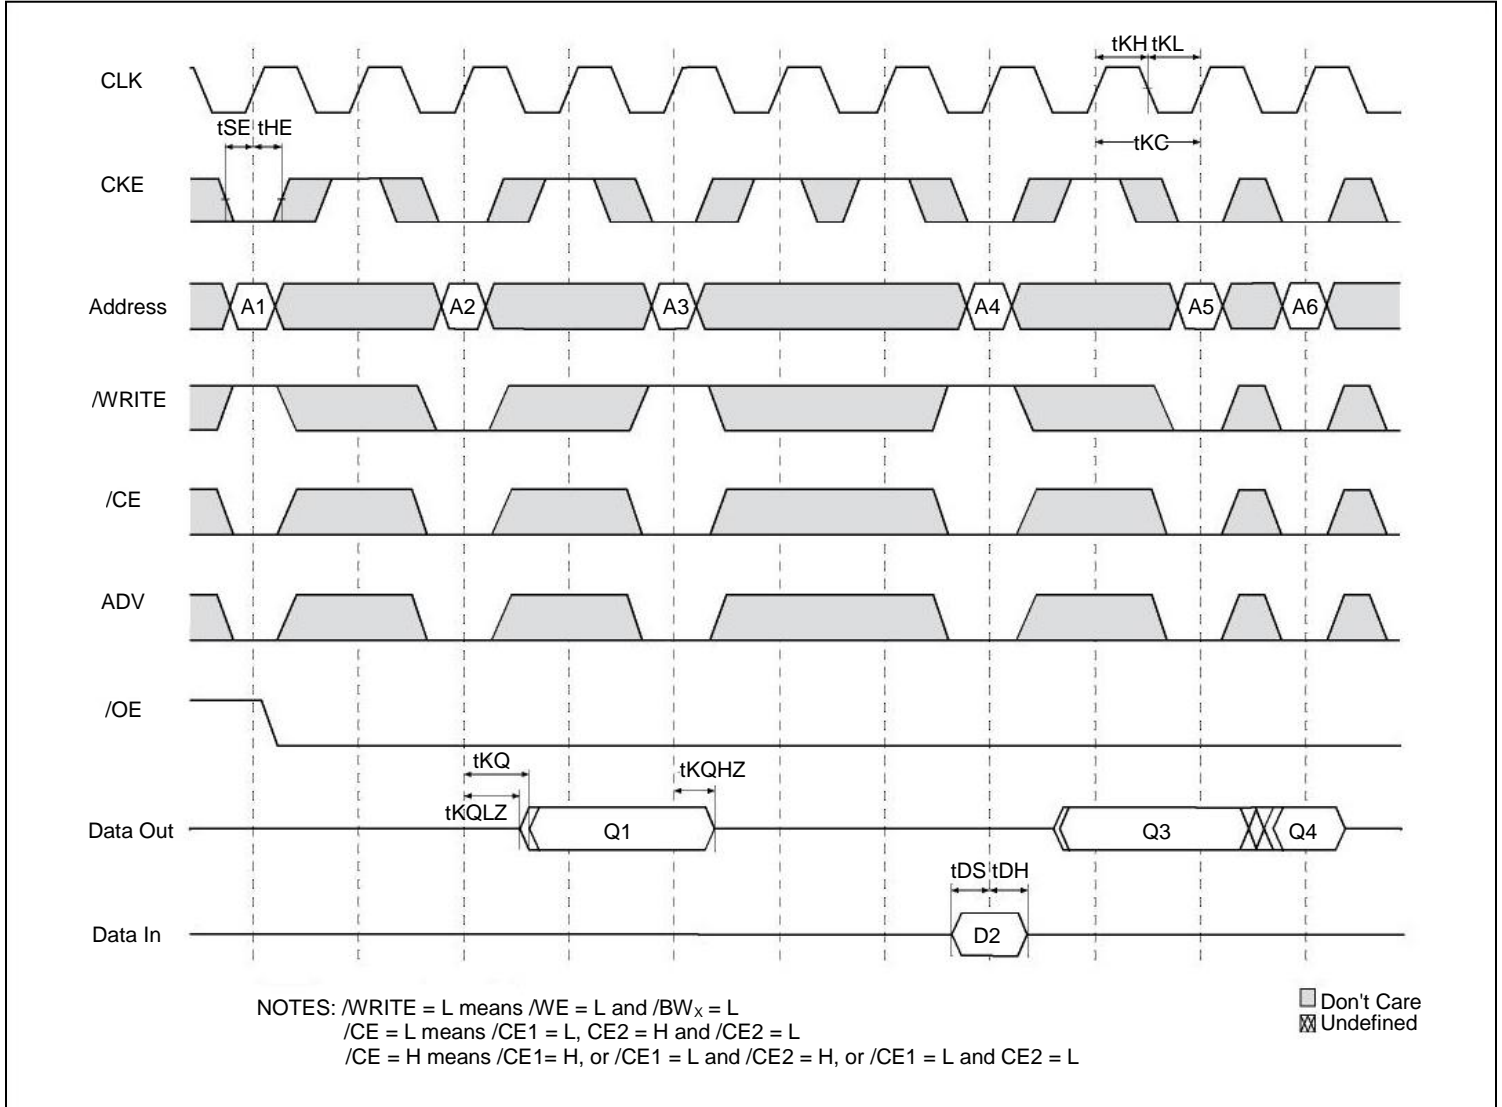 tKH tKL
CLK
tSE tHE
tKC
CKE
Address A1 A2 A3 A4 A5 A6
/WRITE
/CE
ADV
/OE
tKQ
tKQHZ
tKQLZ
Data Out Q1 Q3 Q4
tDS tDH
Data In D2
NOTES: /WRITE = L means /WE = L and /BWX = L
/CE = L means /CE1 = L, CE2 = H and /CE2 = L
/CE = H means /CE1= H, or /CE1 = L and /CE2 = H, or /CE1 = L and CE2 = L
Don't Care
Undefined